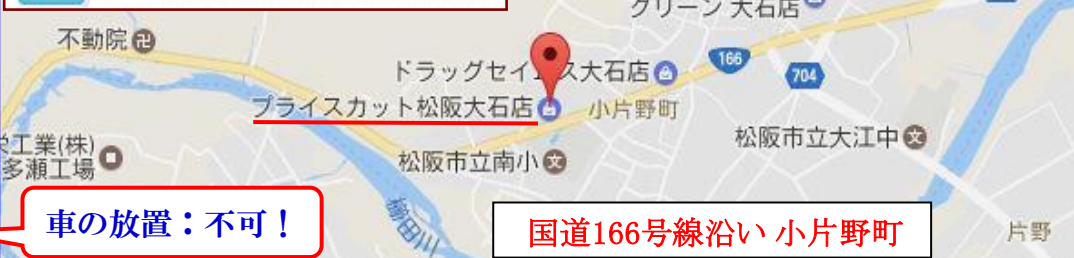 グリーン 大石店
不動院
166
ドラッグセイムス大石店
704
プライスカット松阪大石店
小片野町
松阪市立大江中
文
工業(株)
多瀬工場
松阪市立南小
文
櫛田川
車の放置：不可！
国道166号線沿い 小片野町
片野